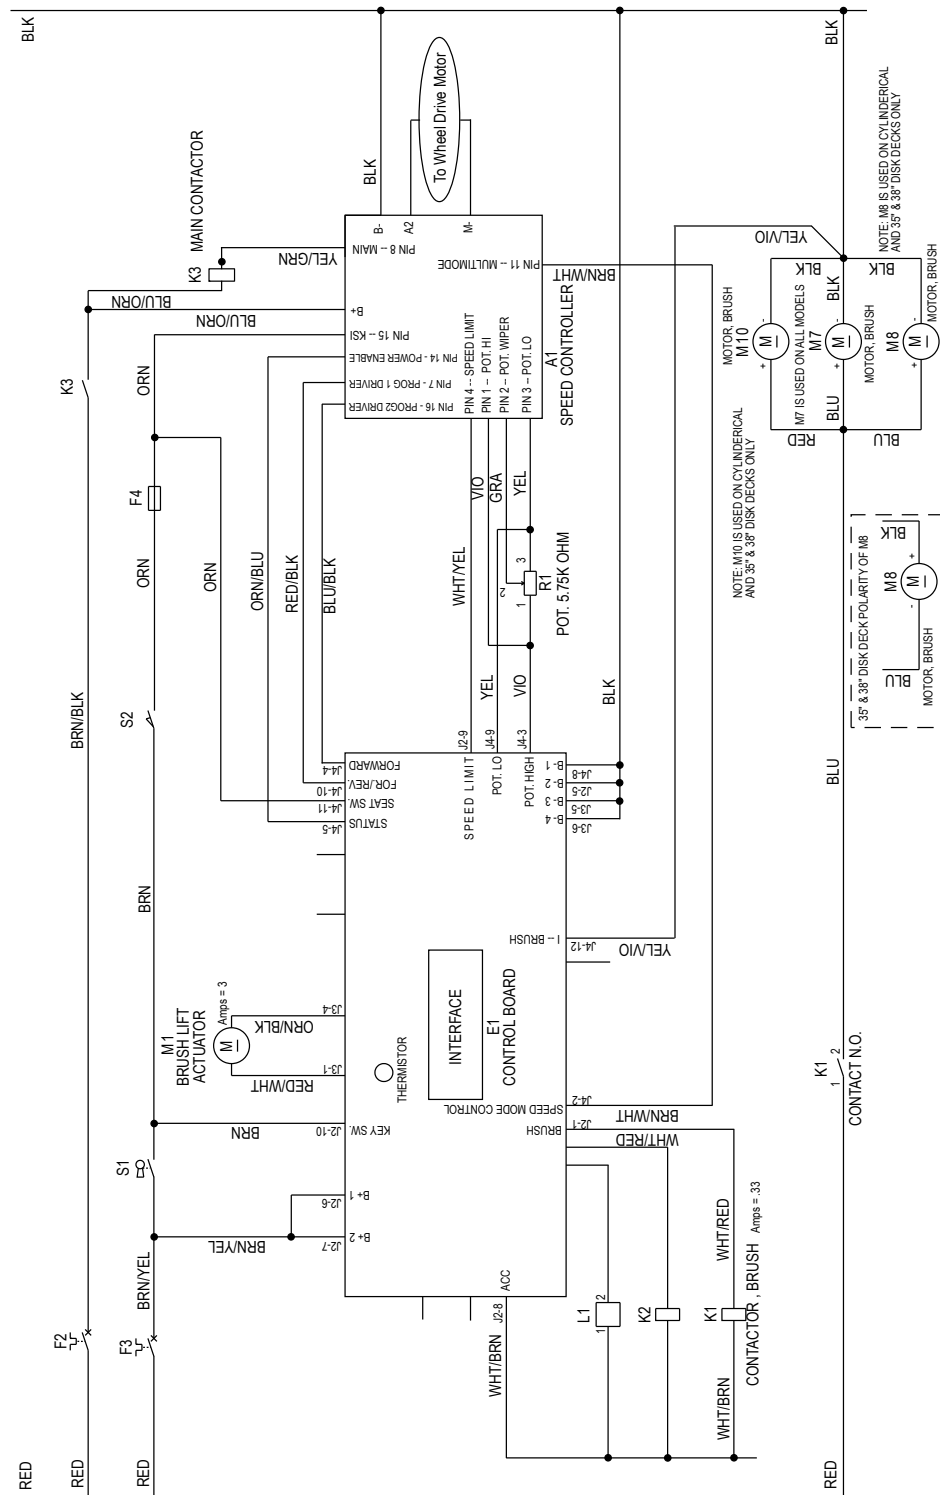 BLK
BLK
To Wheel Drive Motor
BLK
MAIN CONTACTOR
K3
YEL/GRN
BLU/ORN
BLU/ORN
K3
ORN
F4
ORN
ORN
ORN/BLU
RED/BLK
BLU/BLK
B-
A2
M-
PIN 8 -- MAIN
PIN 11 -- MULTIMODE
BRN/WHT
B+
PIN 15 -- KSI
PIN 14 - POWER ENABLE
PIN 7 - PROG 1 DRIVER
PIN 16 - PROG2 DRIVER
PIN 4 -- SPEED LIMIT
PIN 1 -- POT. HI
PIN 2 -- POT. WIPER
PIN 3 -- POT. LO
A1
SPEED CONTROLLER
WHT/YEL
VIO
GRA
YEL
1
2
3
R1
POT. 5.75K OHM
YEL
VIO
YEL/VIO
NOTE: M8 IS USED ON CYLINDERICAL
AND 35" & 38" DISK DECKS ONLY
BLK
BLK
BLK
MOTOR, BRUSH
M10
+
-
M7 IS USED ON ALL MODELS
M
M7
+
-
MOTOR, BRUSH
M
M8
+
-
MOTOR, BRUSH
M
RED
BLU
BLU
NOTE: M10 IS USED ON CYLINDERICAL
AND 35" & 38" DISK DECKS ONLY
35" & 38" DISK DECK POLARITY OF M8
BLK
M8
+
-
M
BLU
MOTOR, BRUSH
BRN/BLK
S2
BRN
J4-4
FORWARD
J4-10
FOR./REV.
J4-11
SEAT SW.
J4-5
STATUS
J2-9
SPEED LIMIT
J4-9
POT. LO
J4-3
POT. HIGH
BLK
B- 1
J4-8
B- 2
J2-5
B- 3
J3-5
B- 4
J3-6
BLU
I -- BRUSH
J4-12
YEL/VIO
M1
BRUSH LIFT
ACTUATOR
Amps = 3
M
ORN/BLK
J3-4
RED/WHT
J3-1
THERMISTOR
INTERFACE
E1
CONTROL BOARD
SPEED MODE CONTROL
J4-2
BRN/WHT
BRUSH
J2-1
WHT/RED
K1
1
2
CONTACT N.O.
BRN
J2-10
KEY SW.
S1
J2-6
B+ 1
J2-7
B+ 2
BRN/YEL
BRN/YEL
ACC
J2-8
WHT/BRN
L1
1
2
K2
WHT/RED
K1
CONTACTOR , BRUSH
Amps = .33
WHT/BRN
F2
F3
RED
RED
RED
RED